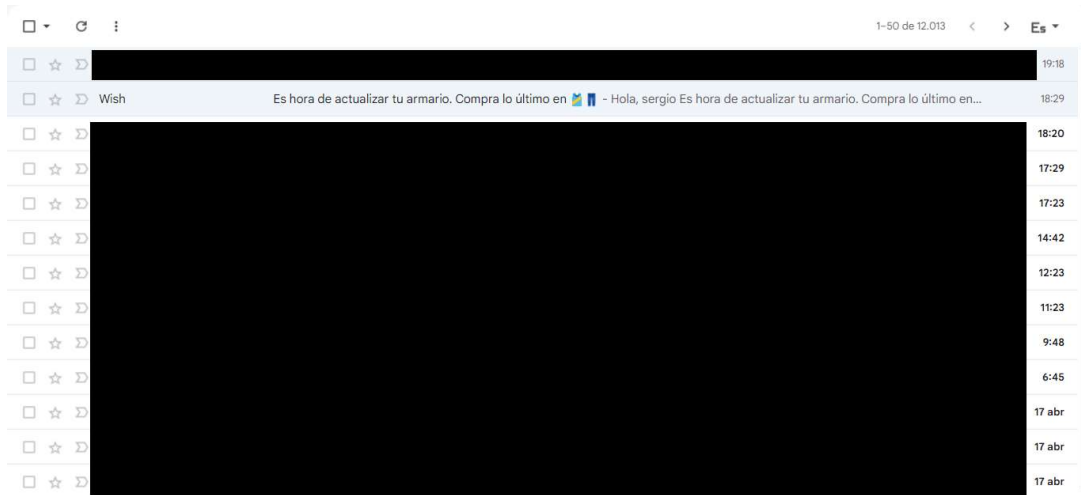 1–50 de 12.013 Es
19:18
Wish Es hora de actualizar tu armario. Compra lo último en 🎽👖 - Hola, sergio Es hora de actualizar tu armario. Compra lo último en... 18:29
18:20
17:29
17:23
14:42
12:23
11:23
9:48
6:45
17 abr
17 abr
17 abr